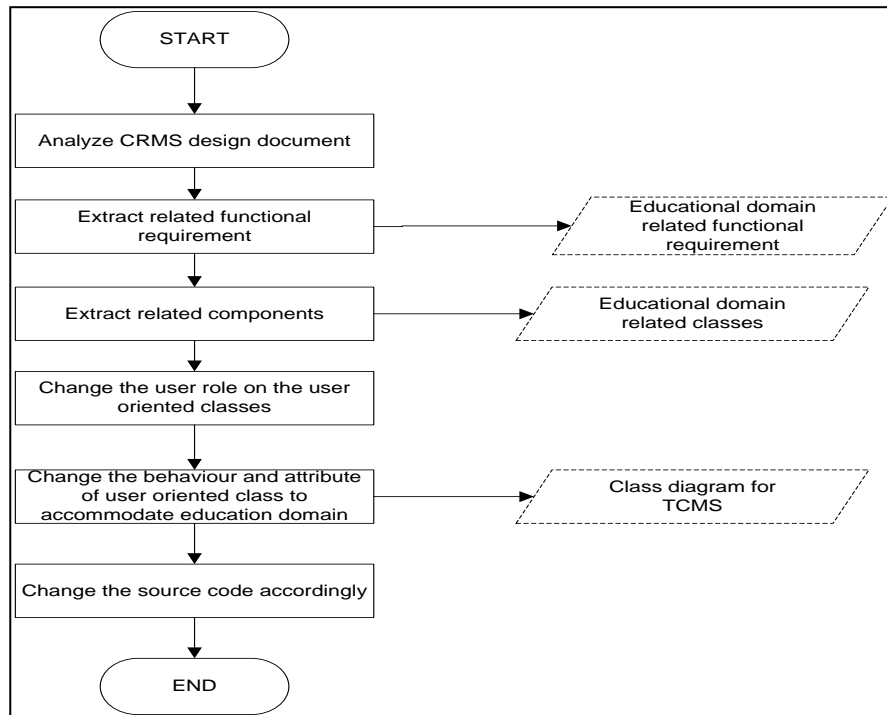 START
Analyze CRMS design document
Extract related functional
requirement
Educational domain
related functional
requirement
Extract related components
Educational domain
related classes
Change the user role on the user
oriented classes
Change the behaviour and attribute
of user oriented class to
accommodate education domain
Class diagram for
TCMS
Change the source code accordingly
END